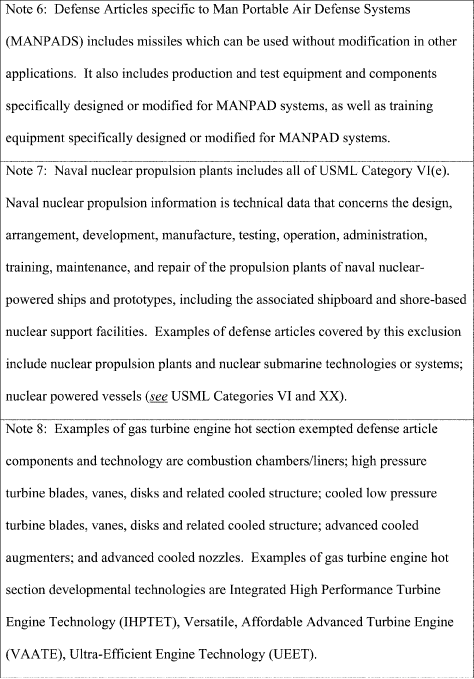 Note 6:  Defense Articles specific to Man Portable Air Defense Systems
(MANPADS) includes missiles which can be used without modification in other
applications.  It also includes production and test equipment and components
specifically designed or modified for MANPAD systems, as well as training
equipment specifically designed or modified for MANPAD systems.
Note 7:  Naval nuclear propulsion plants includes all of USML Category VI(e).
Naval nuclear propulsion information is technical data that concerns the design,
arrangement, development, manufacture, testing, operation, administration,
training, maintenance, and repair of the propulsion plants of naval nuclear-
powered ships and prototypes, including the associated shipboard and shore-based
nuclear support facilities.  Examples of defense articles covered by this exclusion
include nuclear propulsion plants and nuclear submarine technologies or systems;
nuclear powered vessels (see USML Categories VI and XX).
Note 8:  Examples of gas turbine engine hot section exempted defense article
components and technology are combustion chambers/liners; high pressure
turbine blades, vanes, disks and related cooled structure; cooled low pressure
turbine blades, vanes, disks and related cooled structure; advanced cooled
augmenters; and advanced cooled nozzles.  Examples of gas turbine engine hot
section developmental technologies are Integrated High Performance Turbine
Engine Technology (IHPTET), Versatile, Affordable Advanced Turbine Engine
(VAATE), Ultra-Efficient Engine Technology (UEET).